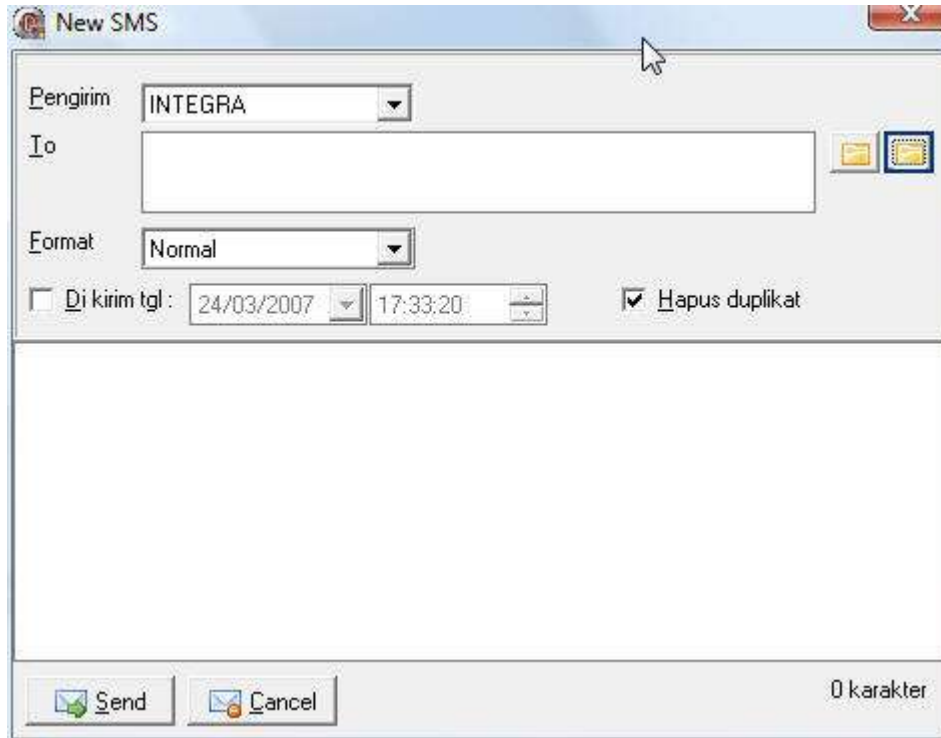 New SMS
Pengirim INTEGRA
To
Format Normal
Di kirim tgl : 24/03/2007 17:33:20 Hapus duplikat
Send Cancel 0 karakter